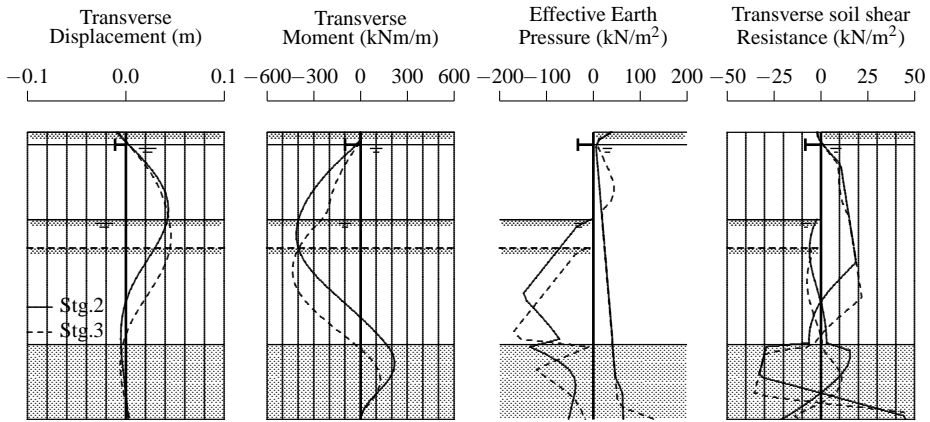 Transverse
Displacement (m)
−0.1 0.0 0.1
Transverse
Moment (kNm/m)
−600 −300 0 300 600
Effective Earth
Pressure (kN/m²)
−200 −100 0 100 200
Transverse soil shear
Resistance (kN/m²)
−50 −25 0 25 50
Stg.2
Stg.3